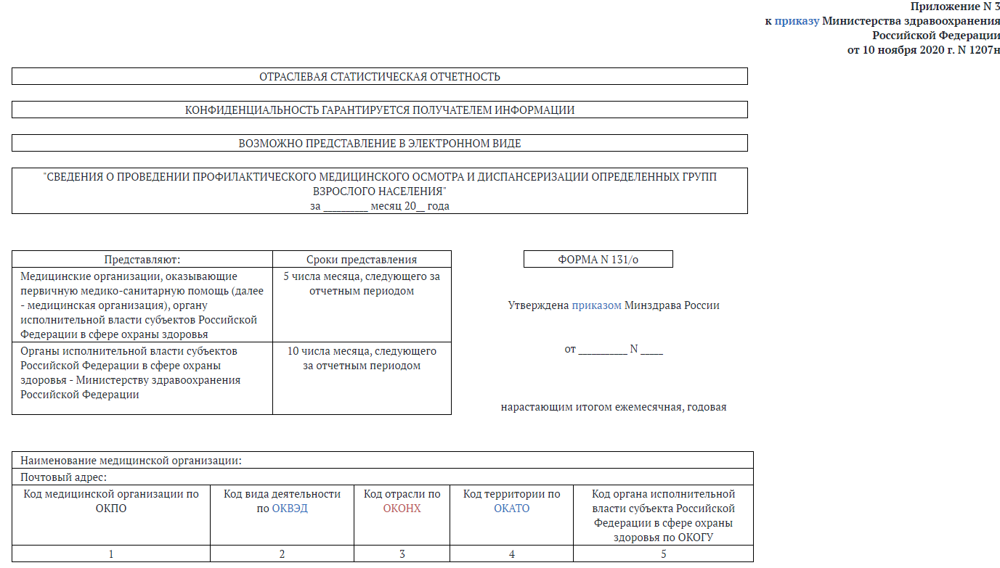 Приложение N 3
к приказу Министерства здравоохранения
Российской Федерации
от 10 ноября 2020 г. N 1207н
ОТРАСЛЕВАЯ СТАТИСТИЧЕСКАЯ ОТЧЕТНОСТЬ
КОНФИДЕНЦИАЛЬНОСТЬ ГАРАНТИРУЕТСЯ ПОЛУЧАТЕЛЕМ ИНФОРМАЦИИ
ВОЗМОЖНО ПРЕДСТАВЛЕНИЕ В ЭЛЕКТРОННОМ ВИДЕ
"СВЕДЕНИЯ О ПРОВЕДЕНИИ ПРОФИЛАКТИЧЕСКОГО МЕДИЦИНСКОГО ОСМОТРА И ДИСПАНСЕРИЗАЦИИ ОПРЕДЕЛЕННЫХ ГРУПП
ВЗРОСЛОГО НАСЕЛЕНИЯ"
за __________ месяц 20__ года
Представляют:
Сроки представления
Медицинские организации, оказывающие
первичную медико-санитарную помощь (далее
- медицинская организация), органу
исполнительной власти субъектов Российской
Федерации в сфере охраны здоровья
5 числа месяца, следующего за
отчетным периодом
Органы исполнительной власти субъектов
Российской Федерации в сфере охраны
здоровья - Министерству здравоохранения
Российской Федерации
10 числа месяца, следующего
за отчетным периодом
ФОРМА N 131/о
Утверждена приказом Минздрава России
от ___________ N _____
нарастающим итогом ежемесячная, годовая
Наименование медицинской организации:
Почтовый адрес:
Код медицинской организации по
ОКПО
Код вида деятельности
по ОКВЭД
Код отрасли по
ОКОНХ
Код территории по
ОКАТО
Код органа исполнительной
власти субъекта Российской
Федерации в сфере охраны
здоровья по ОКОГУ
1
2
3
4
5